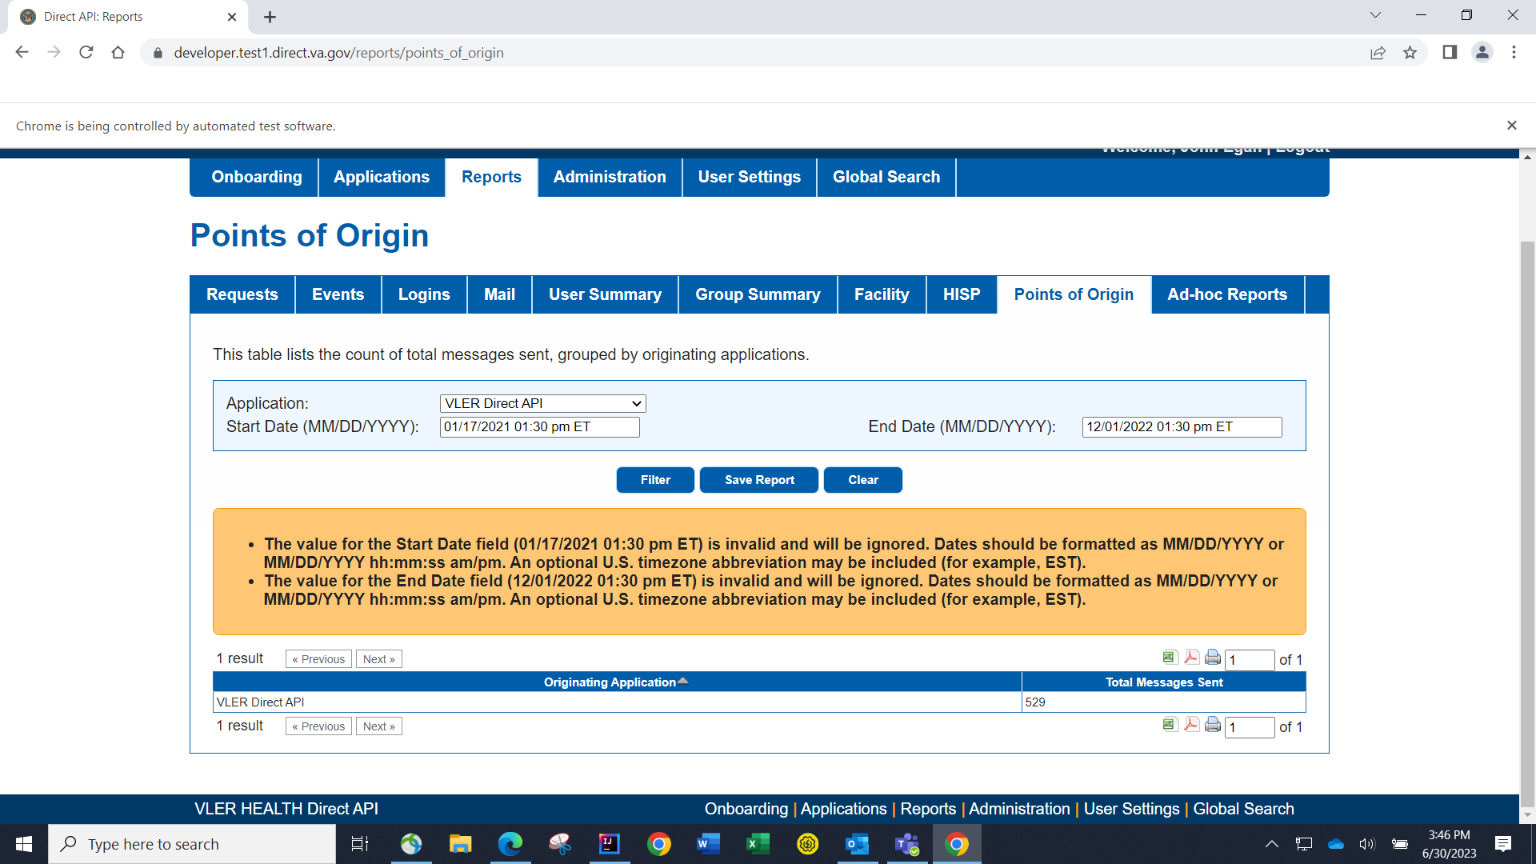 Direct API: Reports
developer.test1.direct.va.gov/reports/points_of_origin
Chrome is being controlled by automated test software.
Welcome, John Egan | Logout
Onboarding Applications Reports Administration User Settings Global Search
Points of Origin
Requests Events Logins Mail User Summary Group Summary Facility HISP Points of Origin Ad-hoc Reports
This table lists the count of total messages sent, grouped by originating applications.
Application: VLER Direct API
Start Date (MM/DD/YYYY): 01/17/2021 01:30 pm ET End Date (MM/DD/YYYY): 12/01/2022 01:30 pm ET
Filter Save Report Clear
• The value for the Start Date field (01/17/2021 01:30 pm ET) is invalid and will be ignored. Dates should be formatted as MM/DD/YYYY or
MM/DD/YYYY hh:mm:ss am/pm. An optional U.S. timezone abbreviation may be included (for example, EST).
• The value for the End Date field (12/01/2022 01:30 pm ET) is invalid and will be ignored. Dates should be formatted as MM/DD/YYYY or
MM/DD/YYYY hh:mm:ss am/pm. An optional U.S. timezone abbreviation may be included (for example, EST).
1 result « Previous Next » 1 of 1
Originating Application Total Messages Sent
VLER Direct API 529
1 result « Previous Next » 1 of 1
VLER HEALTH Direct API Onboarding | Applications | Reports | Administration | User Settings | Global Search
Type here to search
3:46 PM
6/30/2023